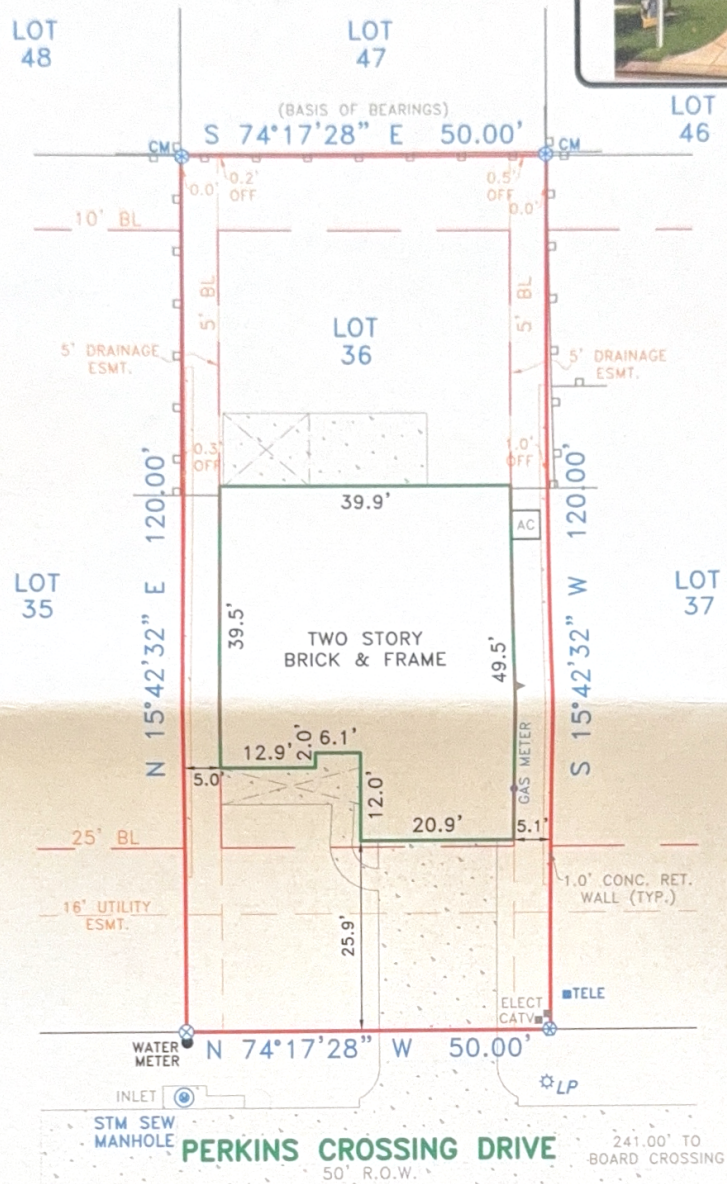 LOT
48
LOT
47
LOT
46
(BASIS OF BEARINGS)
S 74°17'28" E 50.00'
CM
CM
0.0'
0.2'
OFF
0.5'
OFF
0.0'
10' BL
5' BL
5' BL
LOT
36
5' DRAINAGE
ESMT.
5' DRAINAGE
ESMT.
0.3'
OFF
1.0'
OFF
N 15°42'32" E 120.00'
S 15°42'32" W 120.00'
39.9'
AC
LOT
35
LOT
37
39.5'
TWO STORY
BRICK & FRAME
49.5'
12.9'
2.0'
6.1'
5.0'
12.0'
GAS METER
20.9'
5.1'
25' BL
1.0' CONC. RET.
WALL (TYP.)
16' UTILITY
ESMT.
25.9'
ELECT
CATV
TELE
WATER
METER
N 74°17'28" W 50.00'
INLET
LP
STM SEW
MANHOLE
PERKINS CROSSING DRIVE
50' R.O.W.
241.00' TO
BOARD CROSSING